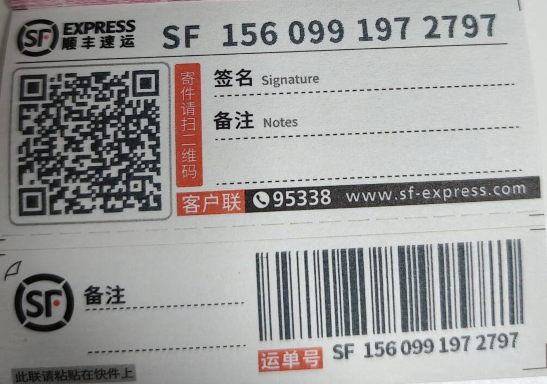 SF EXPRESS
顺丰速运
SF 156 099 197 2797
寄件请扫二维码
签名 Signature
备注 Notes
客户联 95338 www.sf-express.com
SF 备注
运单号 SF 156 099 197 2797
此联请粘贴在快件上